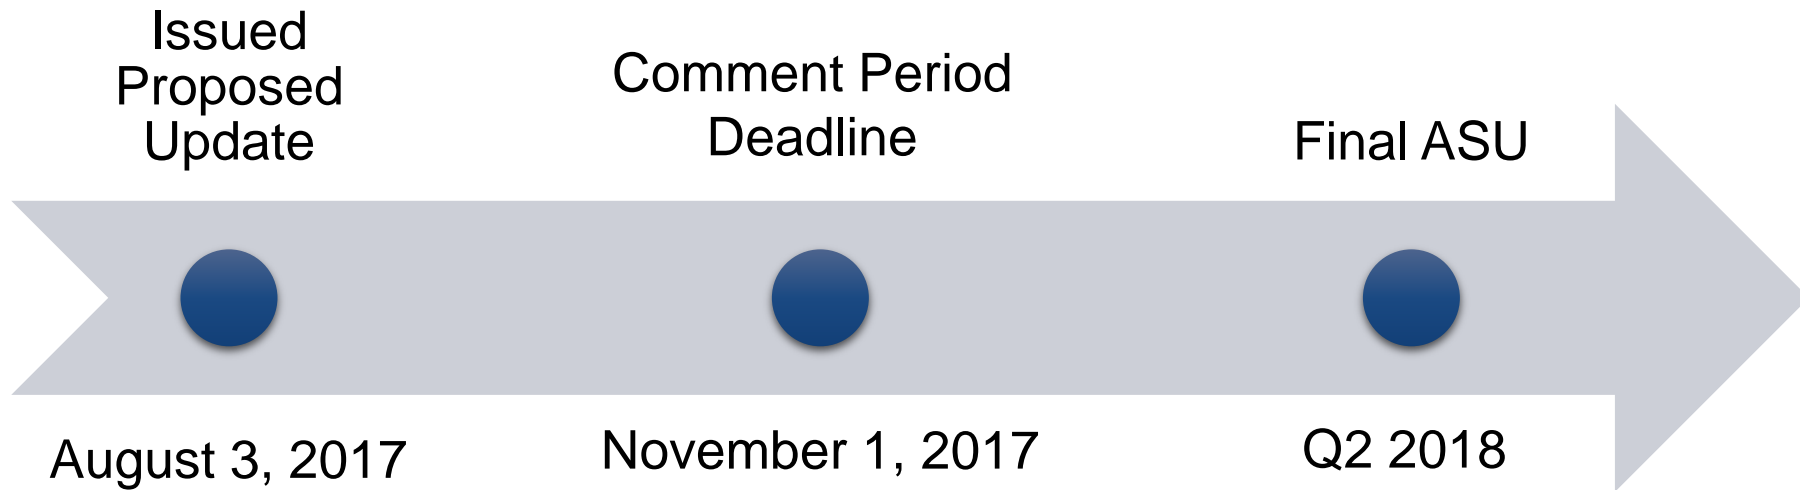 Issued
Proposed
Update
August 3, 2017
Comment Period
Deadline
November 1, 2017
Final ASU
Q2 2018